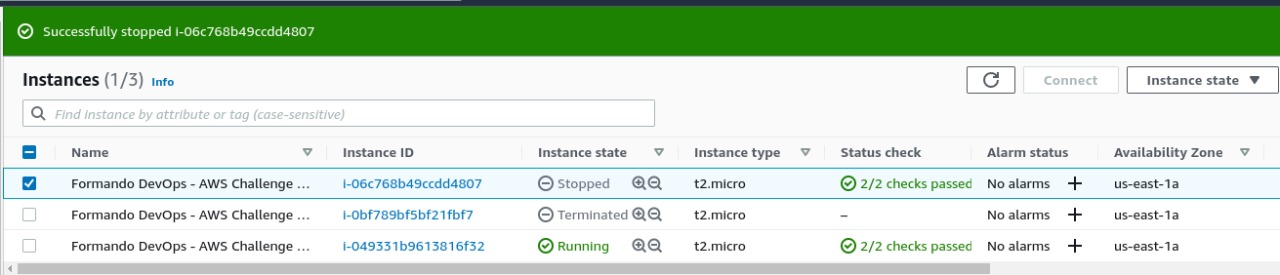 Successfully stopped i-06c768b49ccdd4807
Instances (1/3) Info
Connect
Instance state
Find instance by attribute or tag (case-sensitive)
Name Instance ID Instance state Instance type Status check Alarm status Availability Zone
Formando DevOps - AWS Challenge ... i-06c768b49ccdd4807 Stopped t2.micro 2/2 checks passed No alarms + us-east-1a
Formando DevOps - AWS Challenge ... i-0bf789bf5bf21fbf7 Terminated t2.micro – No alarms + us-east-1a
Formando DevOps - AWS Challenge ... i-049331b9613816f32 Running t2.micro 2/2 checks passed No alarms + us-east-1a